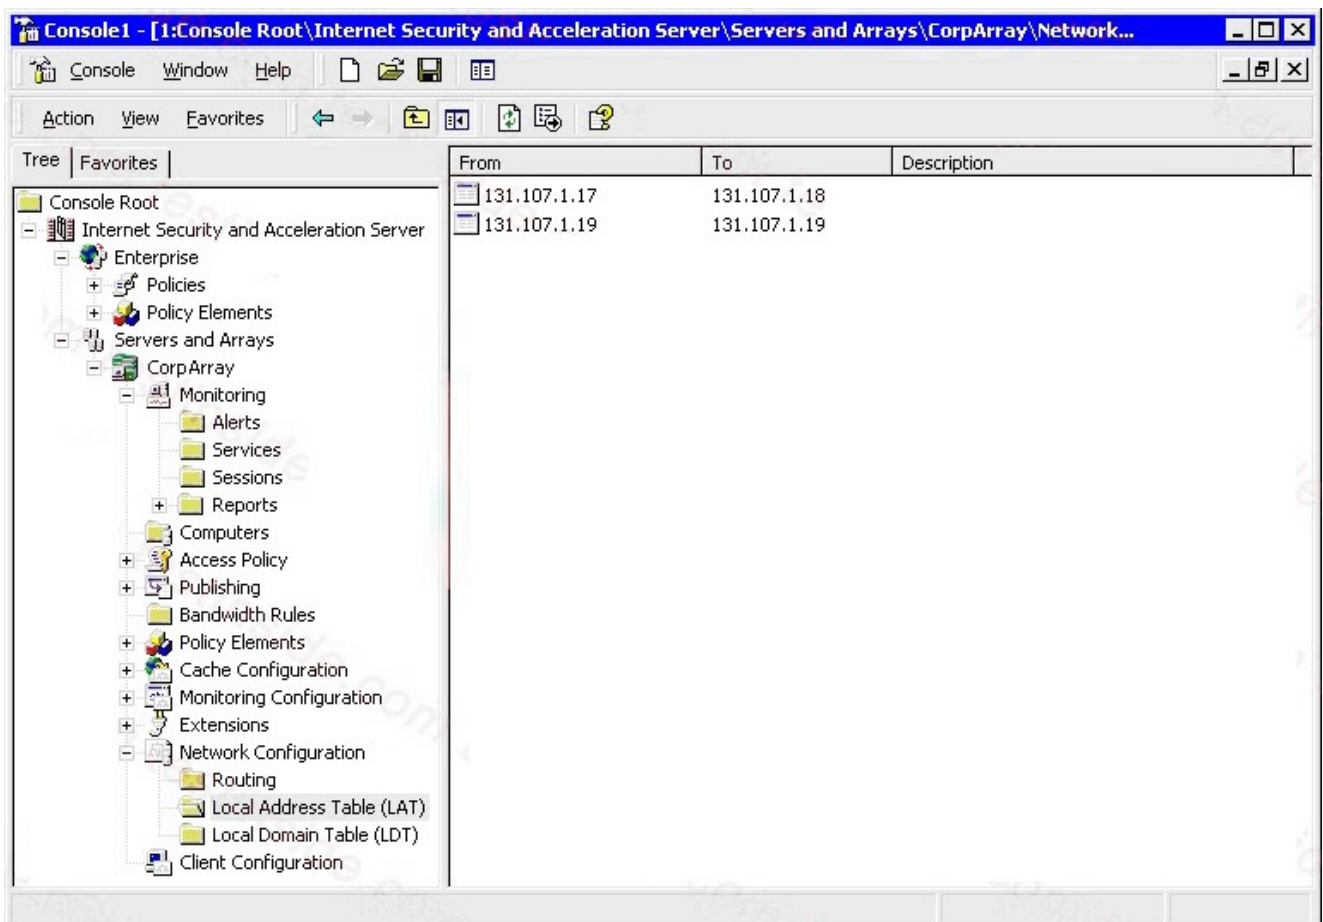 Console1 - [1:Console Root\Internet Security and Acceleration Server\Servers and Arrays\CorpArray\Network...
Console Window Help
Action View Favorites
Tree Favorites
From To Description
131.107.1.17 131.107.1.18
131.107.1.19 131.107.1.19
Console Root
Internet Security and Acceleration Server
Enterprise
Policies
Policy Elements
Servers and Arrays
CorpArray
Monitoring
Alerts
Services
Sessions
Reports
Computers
Access Policy
Publishing
Bandwidth Rules
Policy Elements
Cache Configuration
Monitoring Configuration
Extensions
Network Configuration
Routing
Local Address Table (LAT)
Local Domain Table (LDT)
Client Configuration